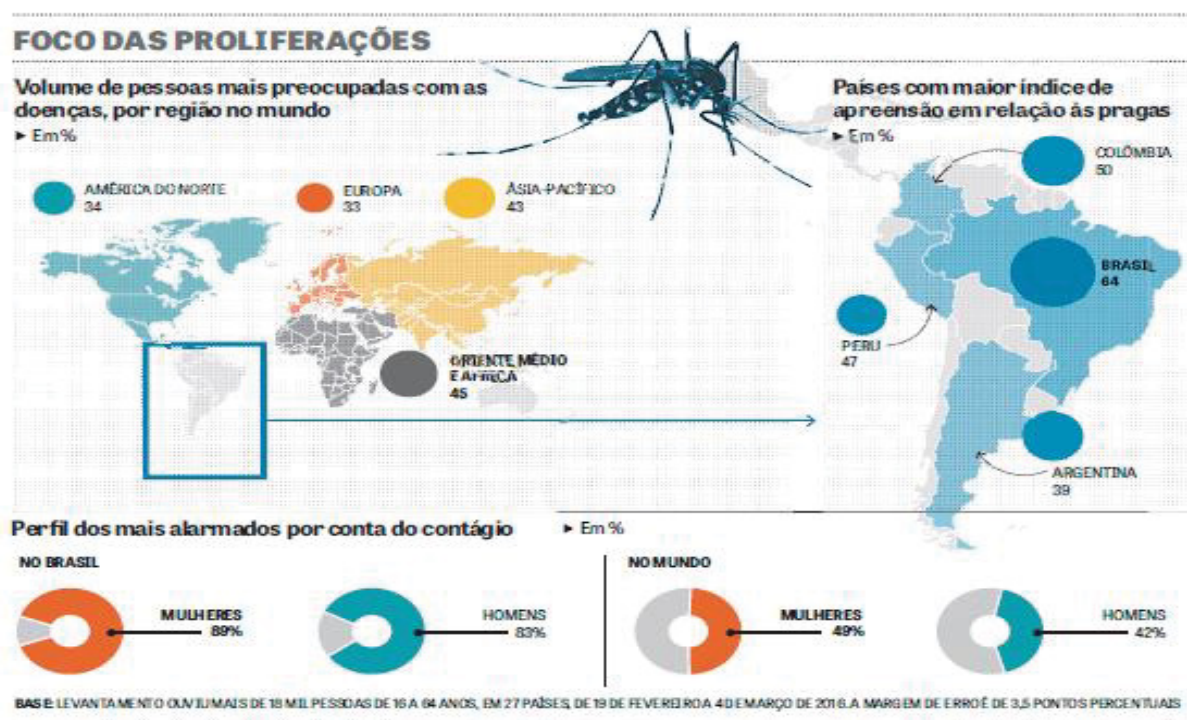 FOCO DAS PROLIFERAÇÕES
Volume de pessoas mais preocupadas com as
doenças, por região no mundo
► Em %
AMÉRICA DO NORTE
34
EUROPA
33
ÁSIA-PACÍFICO
43
ORIENTE MÉDIO
E AFRICA
45
Países com maior índice de
apreensão em relação às pragas
► Em %
COLÔMBIA
50
BRASIL
64
PERU
47
ARGENTINA
39
Perfil dos mais alarmados por conta do contágio
► Em %
NO BRASIL
MULHERES
89%
HOMENS
83%
NO MUNDO
MULHERES
49%
HOMENS
42%
BASE: LEVANTAMENTO OUVIU MAIS DE 18 MIL PESSOAS DE 16 A 64 ANOS, EM 27 PAÍSES, DE 19 DE FEVEREIRO A 4 DE MARÇO DE 2016. A MARGEM DE ERRO É DE 3,5 PONTOS PERCENTUAIS